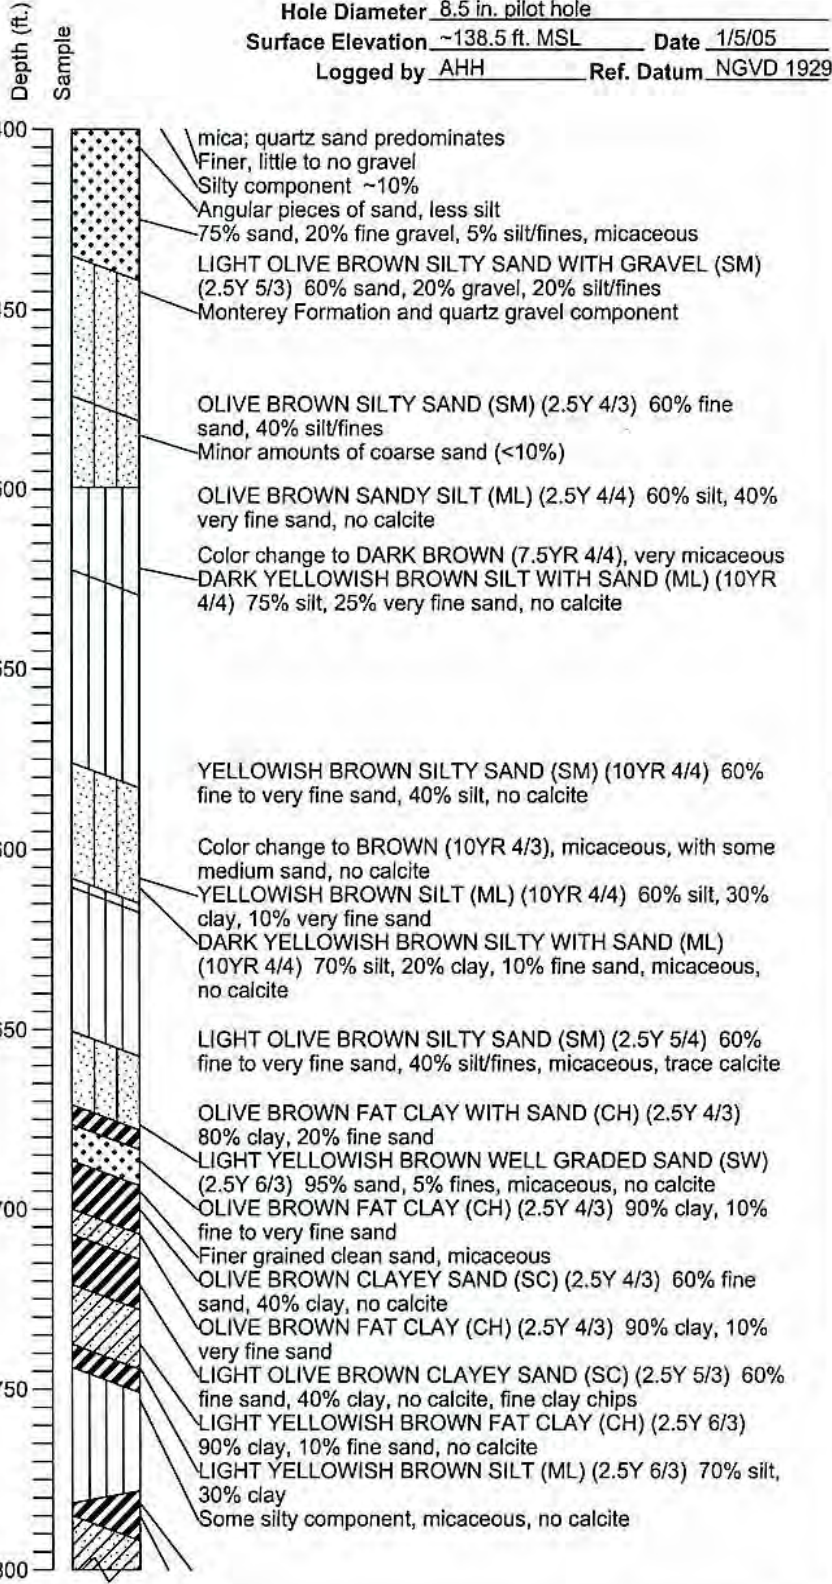 Depth (ft.)
Sample
Hole Diameter 8.5 in. pilot hole
Surface Elevation ~138.5 ft. MSL Date 1/5/05
Logged by AHH Ref. Datum NGVD 1929
00
mica; quartz sand predominates
Finer, little to no gravel
Silty component ~10%
Angular pieces of sand, less silt
75% sand, 20% fine gravel, 5% silt/fines, micaceous
LIGHT OLIVE BROWN SILTY SAND WITH GRAVEL (SM)
(2.5Y 5/3) 60% sand, 20% gravel, 20% silt/fines
450
Monterey Formation and quartz gravel component
OLIVE BROWN SILTY SAND (SM) (2.5Y 4/3) 60% fine
sand, 40% silt/fines
Minor amounts of coarse sand (<10%)
00
OLIVE BROWN SANDY SILT (ML) (2.5Y 4/4) 60% silt, 40%
very fine sand, no calcite
Color change to DARK BROWN (7.5YR 4/4), very micaceous
DARK YELLOWISH BROWN SILT WITH SAND (ML) (10YR
4/4) 75% silt, 25% very fine sand, no calcite
550
YELLOWISH BROWN SILTY SAND (SM) (10YR 4/4) 60%
fine to very fine sand, 40% silt, no calcite
600
Color change to BROWN (10YR 4/3), micaceous, with some
medium sand, no calcite
YELLOWISH BROWN SILT (ML) (10YR 4/4) 60% silt, 30%
clay, 10% very fine sand
DARK YELLOWISH BROWN SILTY WITH SAND (ML)
(10YR 4/4) 70% silt, 20% clay, 10% fine sand, micaceous,
no calcite
650
LIGHT OLIVE BROWN SILTY SAND (SM) (2.5Y 5/4) 60%
fine to very fine sand, 40% silt/fines, micaceous, trace calcite
OLIVE BROWN FAT CLAY WITH SAND (CH) (2.5Y 4/3)
80% clay, 20% fine sand
LIGHT YELLOWISH BROWN WELL GRADED SAND (SW)
(2.5Y 6/3) 95% sand, 5% fines, micaceous, no calcite
700
OLIVE BROWN FAT CLAY (CH) (2.5Y 4/3) 90% clay, 10%
fine to very fine sand
Finer grained clean sand, micaceous
OLIVE BROWN CLAYEY SAND (SC) (2.5Y 4/3) 60% fine
sand, 40% clay, no calcite
OLIVE BROWN FAT CLAY (CH) (2.5Y 4/3) 90% clay, 10%
very fine sand
LIGHT OLIVE BROWN CLAYEY SAND (SC) (2.5Y 5/3) 60%
750
fine sand, 40% clay, no calcite, fine clay chips
LIGHT YELLOWISH BROWN FAT CLAY (CH) (2.5Y 6/3)
90% clay, 10% fine sand, no calcite
LIGHT YELLOWISH BROWN SILT (ML) (2.5Y 6/3) 70% silt,
30% clay
Some silty component, micaceous, no calcite
800